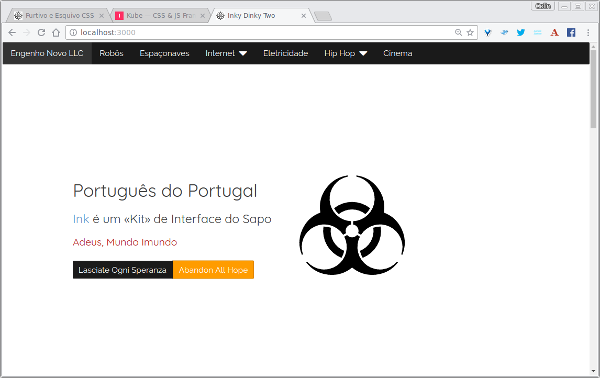 Colin
Furtivo e Esquivo CSS
Kube — CSS & JS Fra
Inky Dinky Two
localhost:3000
Engenho Novo LLC Robôs Espaçonaves Internet Eletricidade Hip Hop Cinema
Português do Portugal
Ink é um «Kit» de Interface do Sapo
Adeus, Mundo Imundo
Lasciate Ogni Speranza Abandon All Hope